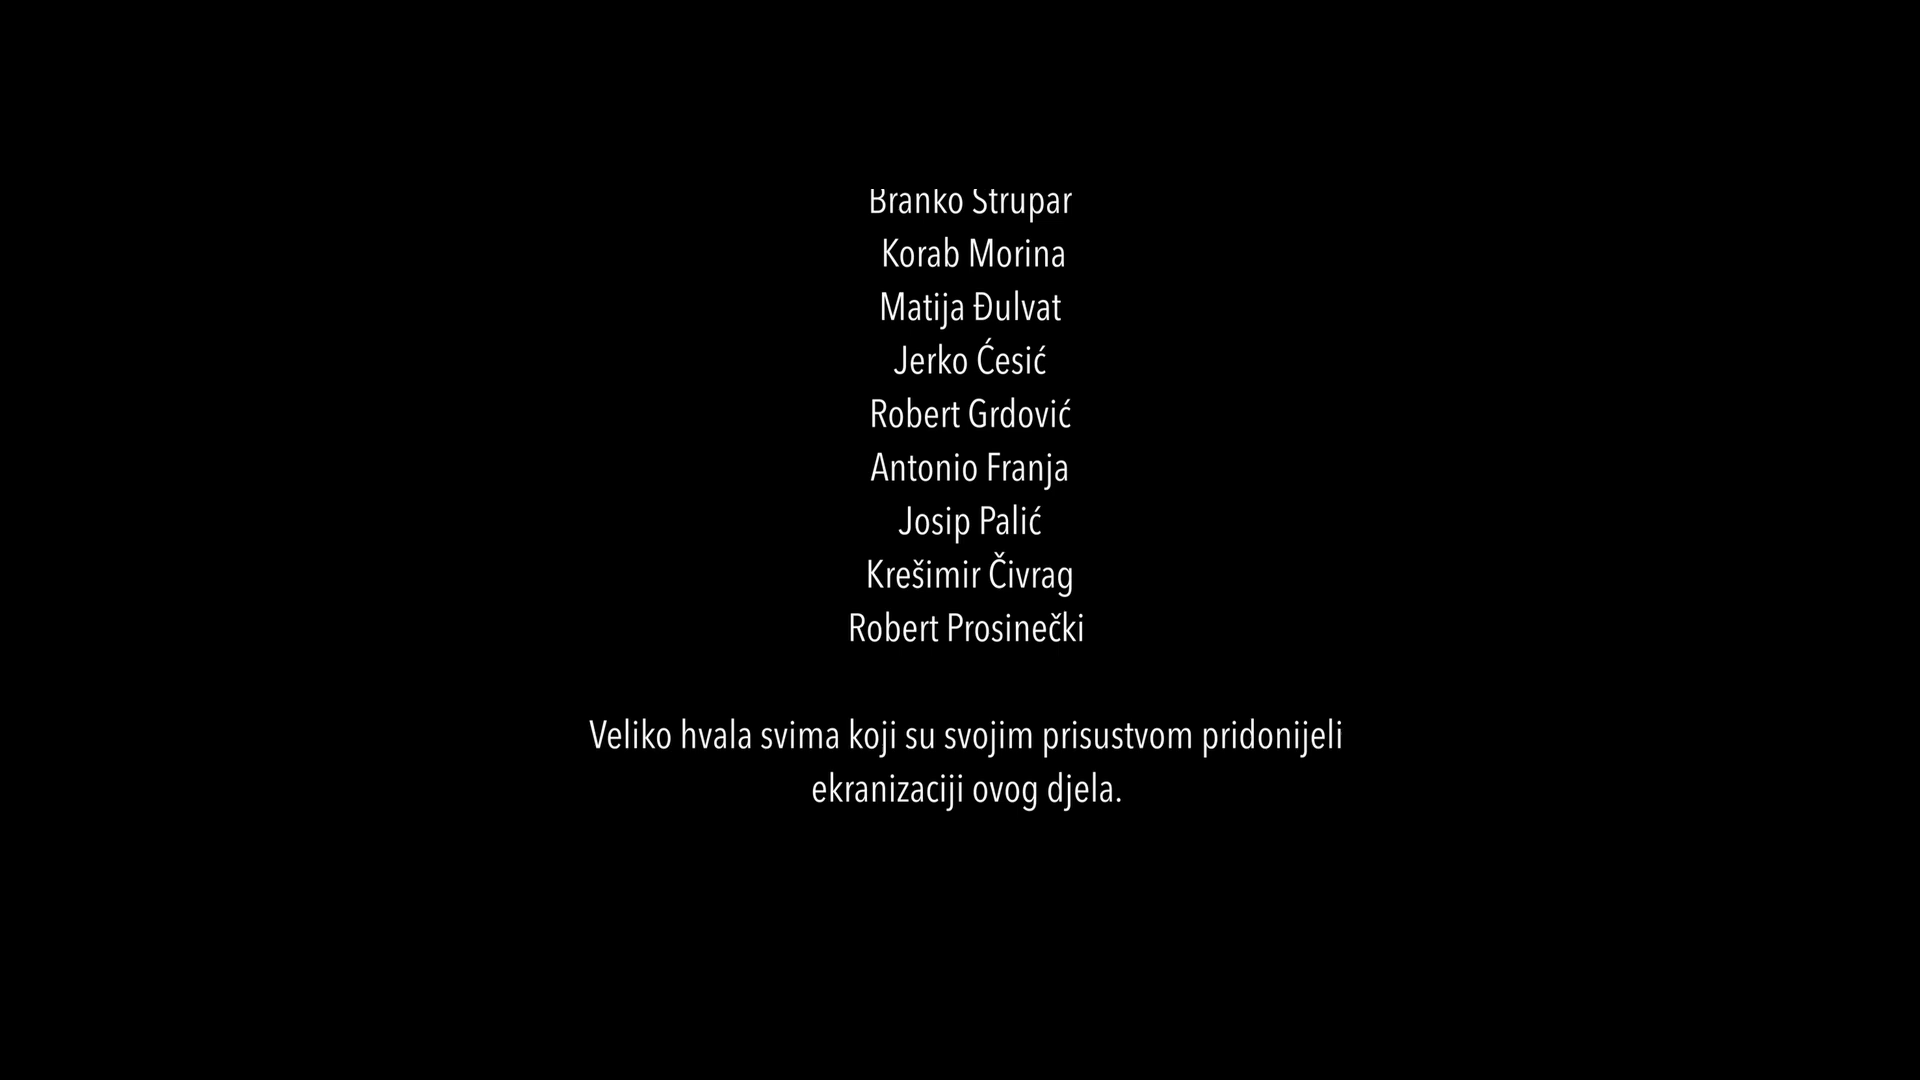 Branko Strupar
Korab Morina
Matija Đulvat
Jerko Ćesić
Robert Grdović
Antonio Franja
Josip Palić
Krešimir Čivrag
Robert Prosinečki
Veliko hvala svima koji su svojim prisustvom pridonijeli
ekranizaciji ovog djela.